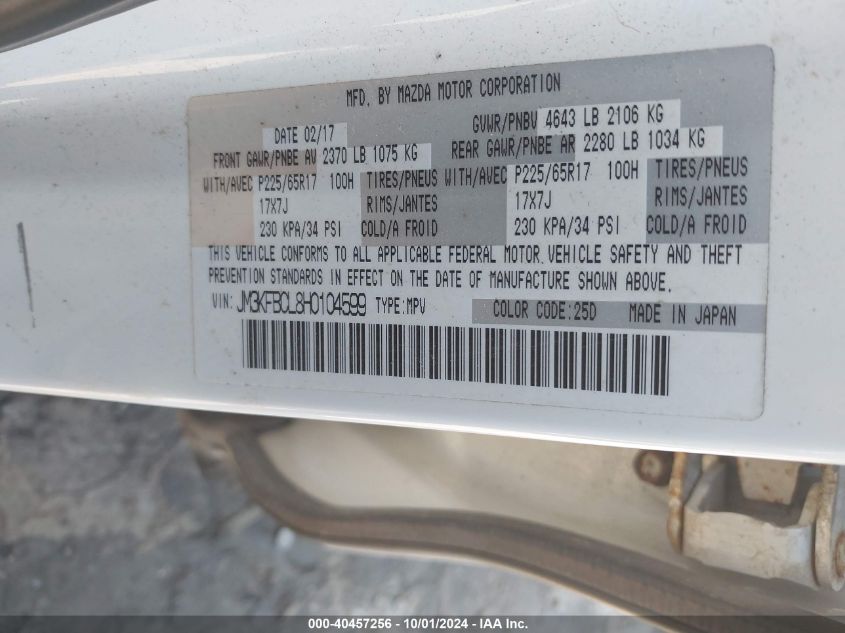 MFD. BY MAZDA MOTOR CORPORATION
DATE 02/17 GVWR/PNBV 4643 LB 2106 KG
FRONT GAWR/PNBE AV 2370 LB 1075 KG REAR GAWR/PNBE AR 2280 LB 1034 KG
WITH/AVEC P225/65R17 100H TIRES/PNEUS WITH/AVEC P225/65R17 100H TIRES/PNEUS
17X7J RIMS/JANTES 17X7J RIMS/JANTES
230 KPA/34 PSI COLD/A FROID 230 KPA/34 PSI COLD/A FROID
THIS VEHICLE CONFORMS TO ALL APPLICABLE FEDERAL MOTOR VEHICLE SAFETY AND THEFT
PREVENTION STANDARDS IN EFFECT ON THE DATE OF MANUFACTURE SHOWN ABOVE.
VIN: JM3KFBCL8H0104599 TYPE:MPV COLOR CODE:25D MADE IN JAPAN
000-40457256 - 10/01/2024 - IAA Inc.